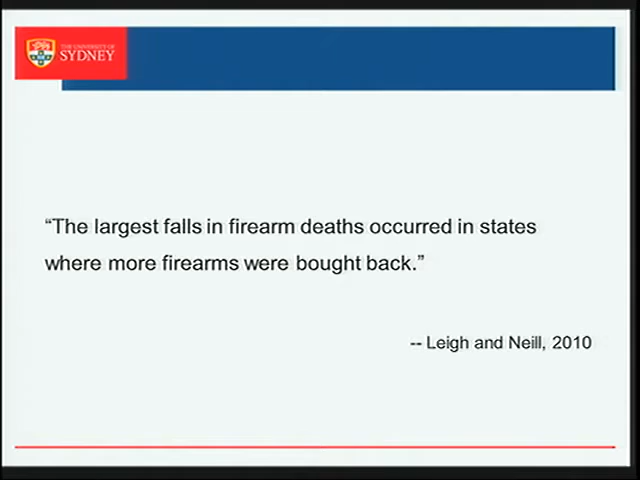 THE UNIVERSITY OF
SYDNEY
“The largest falls in firearm deaths occurred in states
where more firearms were bought back.”
-- Leigh and Neill, 2010